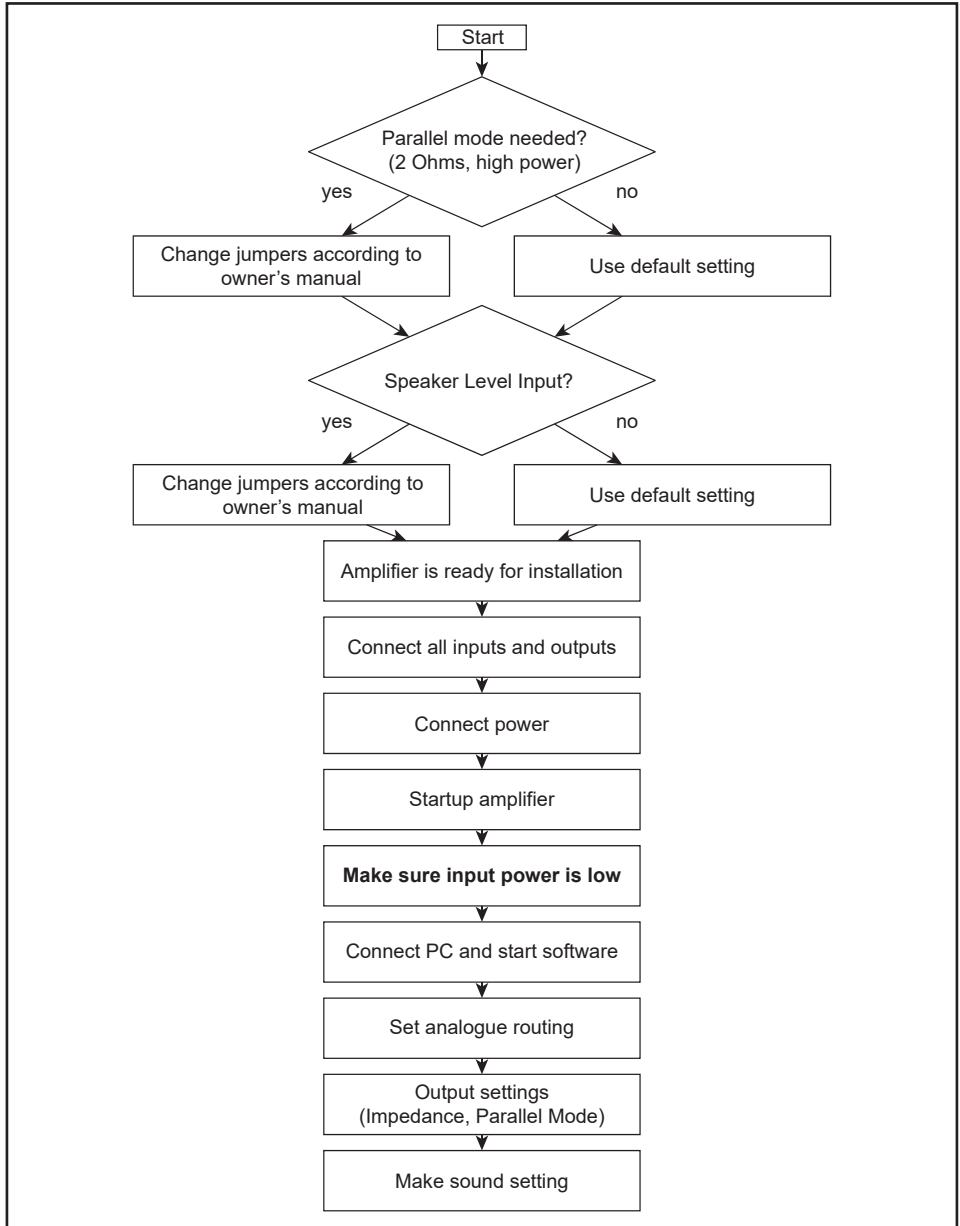 Start
Parallel mode needed?
(2 Ohms, high power)
yes
no
Change jumpers according to
owner’s manual
Use default setting
Speaker Level Input?
yes
no
Change jumpers according to
owner’s manual
Use default setting
Amplifier is ready for installation
Connect all inputs and outputs
Connect power
Startup amplifier
Make sure input power is low
Connect PC and start software
Set analogue routing
Output settings
(Impedance, Parallel Mode)
Make sound setting